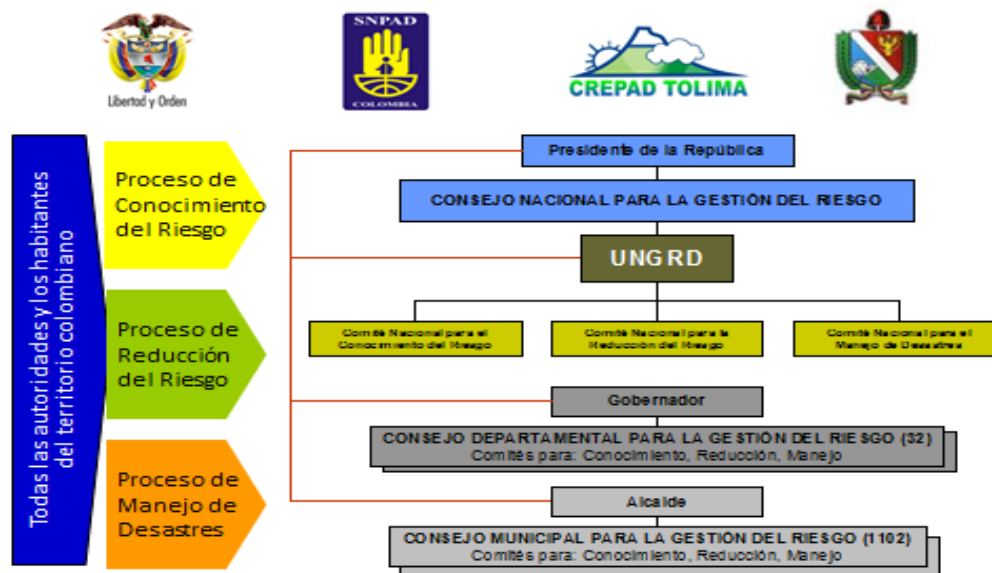 Libertad y Orden
SNPAD
COLOMBIA
CREPAD TOLIMA
Todas las autoridades y los habitantes
del territorio colombiano
Proceso de
Conocimiento
del Riesgo
Proceso de
Reducción
del Riesgo
Proceso de
Manejo de
Desastres
Presidente de la República
CONSEJO NACIONAL PARA LA GESTIÓN DEL RIESGO
UNGRD
Comité Nacional para el
Conocimiento del Riesgo
Comité Nacional para la
Reducción del Riesgo
Comité Nacional para el
Manejo de Desastres
Gobernador
CONSEJO DEPARTAMENTAL PARA LA GESTIÓN DEL RIESGO (32)
Comités para: Conocimiento, Reducción, Manejo
Alcalde
CONSEJO MUNICIPAL PARA LA GESTIÓN DEL RIESGO (1102)
Comités para: Conocimiento, Reducción, Manejo